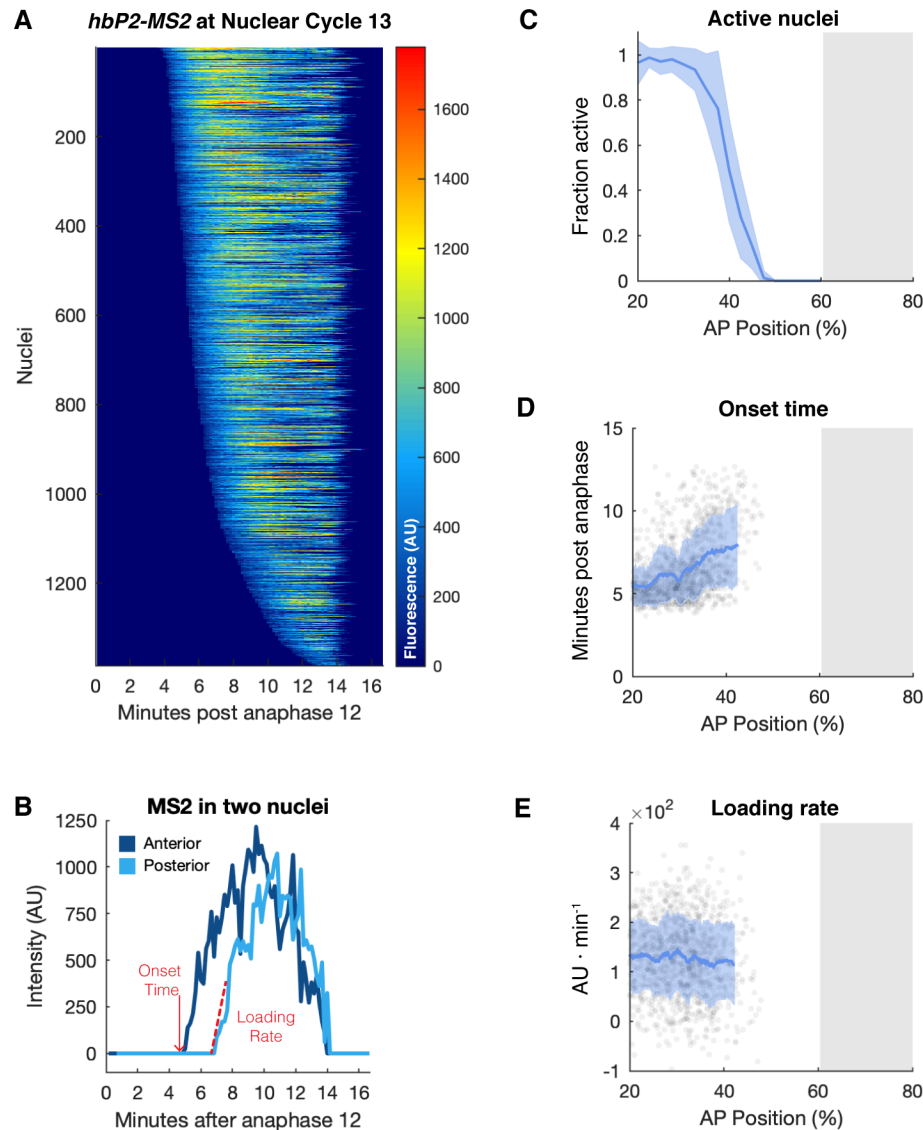 A
hbP2-MS2 at Nuclear Cycle 13
200
400
600
800
1000
1200
Nuclei
0 2 4 6 8 10 12 14 16
Minutes post anaphase 12
1600
1400
1200
1000
800
600
400
200
0
Fluorescence (AU)
B
MS2 in two nuclei
1250
1000
750
500
250
0
Intensity (AU)
Anterior
Posterior
Onset
Time
Loading
Rate
0 2 4 6 8 10 12 14 16
Minutes after anaphase 12
C
Active nuclei
1
0.8
0.6
0.4
0.2
0
Fraction active
20 40 60 80
AP Position (%)
D
Onset time
15
10
5
0
Minutes post anaphase
20 40 60 80
AP Position (%)
E
Loading rate
×10²
4
3
2
1
0
-1
AU · min⁻¹
20 40 60 80
AP Position (%)